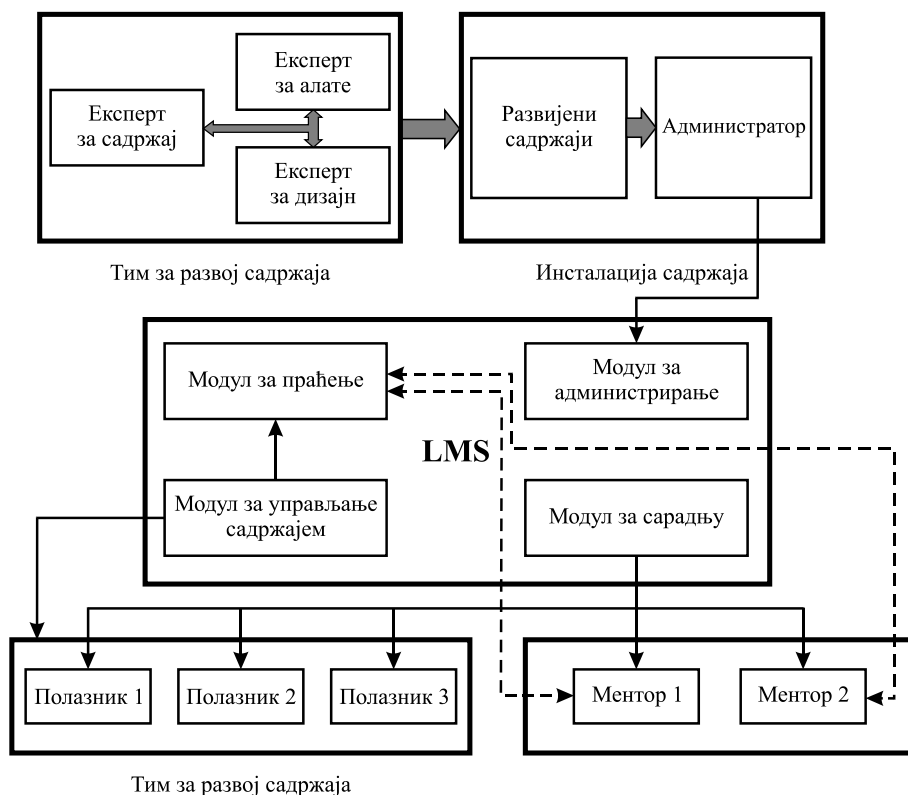 Експерт
за алате
Експерт
за садржај
Експерт
за дизајн
Развијени
садржаји
Администратор
Тим за развој садржаја
Инсталација садржаја
Модул за праћење
Модул за
администрирање
LMS
Модул за управљање
садржајем
Модул за сарадњу
Полазник 1
Полазник 2
Полазник 3
Ментор 1
Ментор 2
Тим за развој садржаја